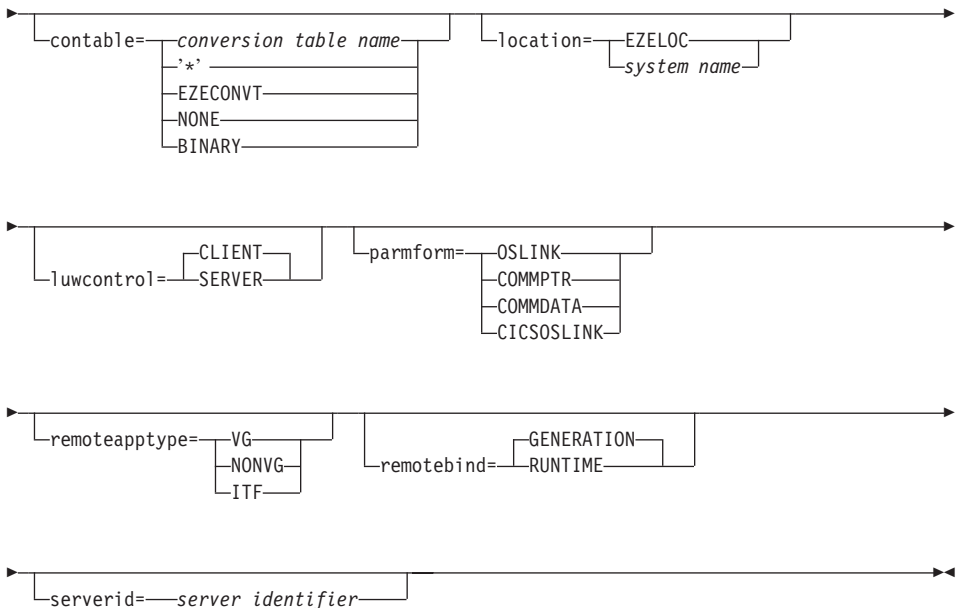 contable= conversion table name location= EZELOC
'*' system name
EZECONVT
NONE
BINARY
CLIENT parmform= OSLINK
luwcontrol= SERVER COMMPTR
COMMDATA
CICSOSLINK
remoteapptype= VG GENERATION
NONVG remotebind= RUNTIME
ITF
serverid= server identifier